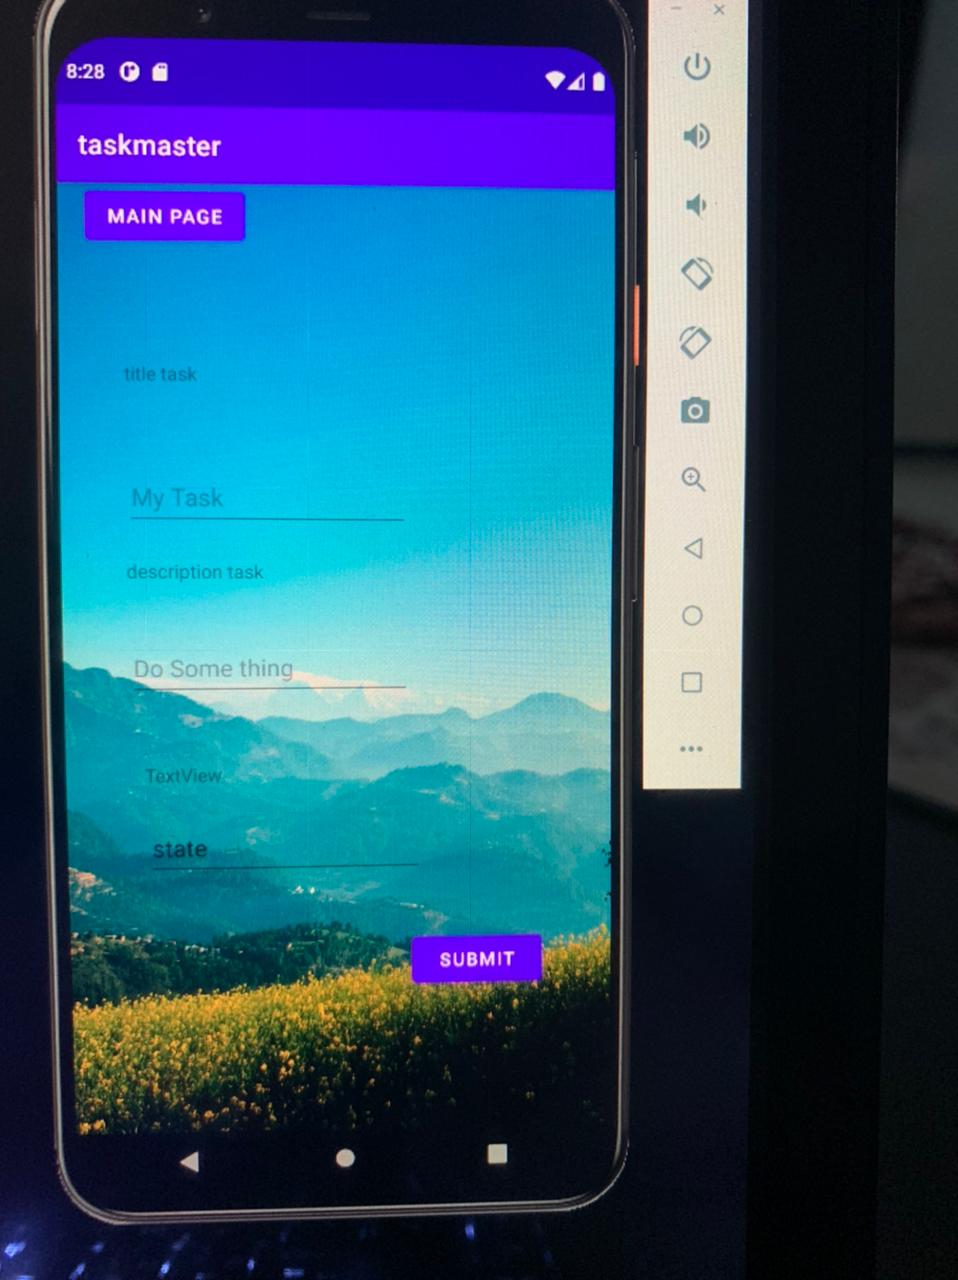 8:28
taskmaster
MAIN PAGE
title task
My Task
description task
Do Some thing
TextView
state
SUBMIT